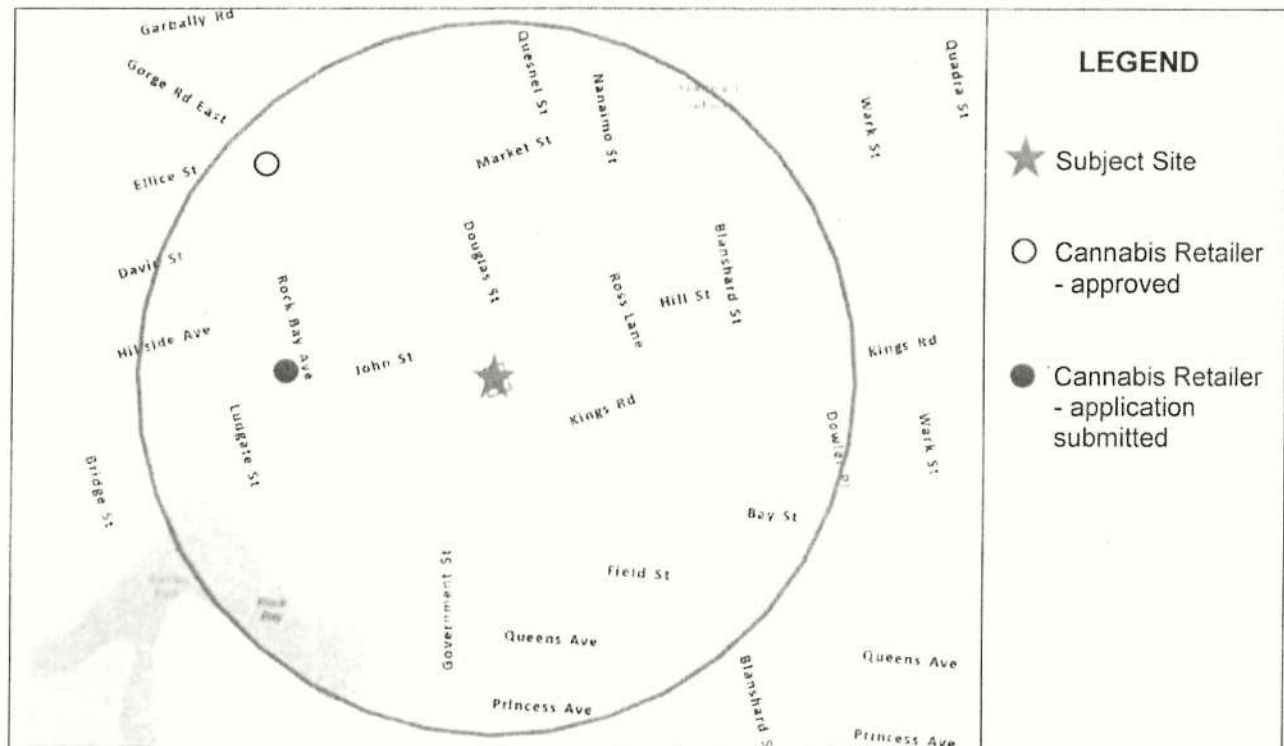 Garbally Rd
Gorge Rd East
Ellice St
David St
Hillside Ave
Bridge St
Rock Bay Ave
Ludgate St
John St
Quesnel St
Nanaimo St
Market St
Douglas St
Ross Lane
Hill St
Blanshard St
Kings Rd
Wark St
Quadra St
Kings Rd
Wark St
Dowler Pl
Bay St
Field St
Government St
Queens Ave
Princess Ave
Blanshard S
Queens Ave
Princess Ave
Rock
Bay
LEGEND
Subject Site
Cannabis Retailer
- approved
Cannabis Retailer
- application
submitted